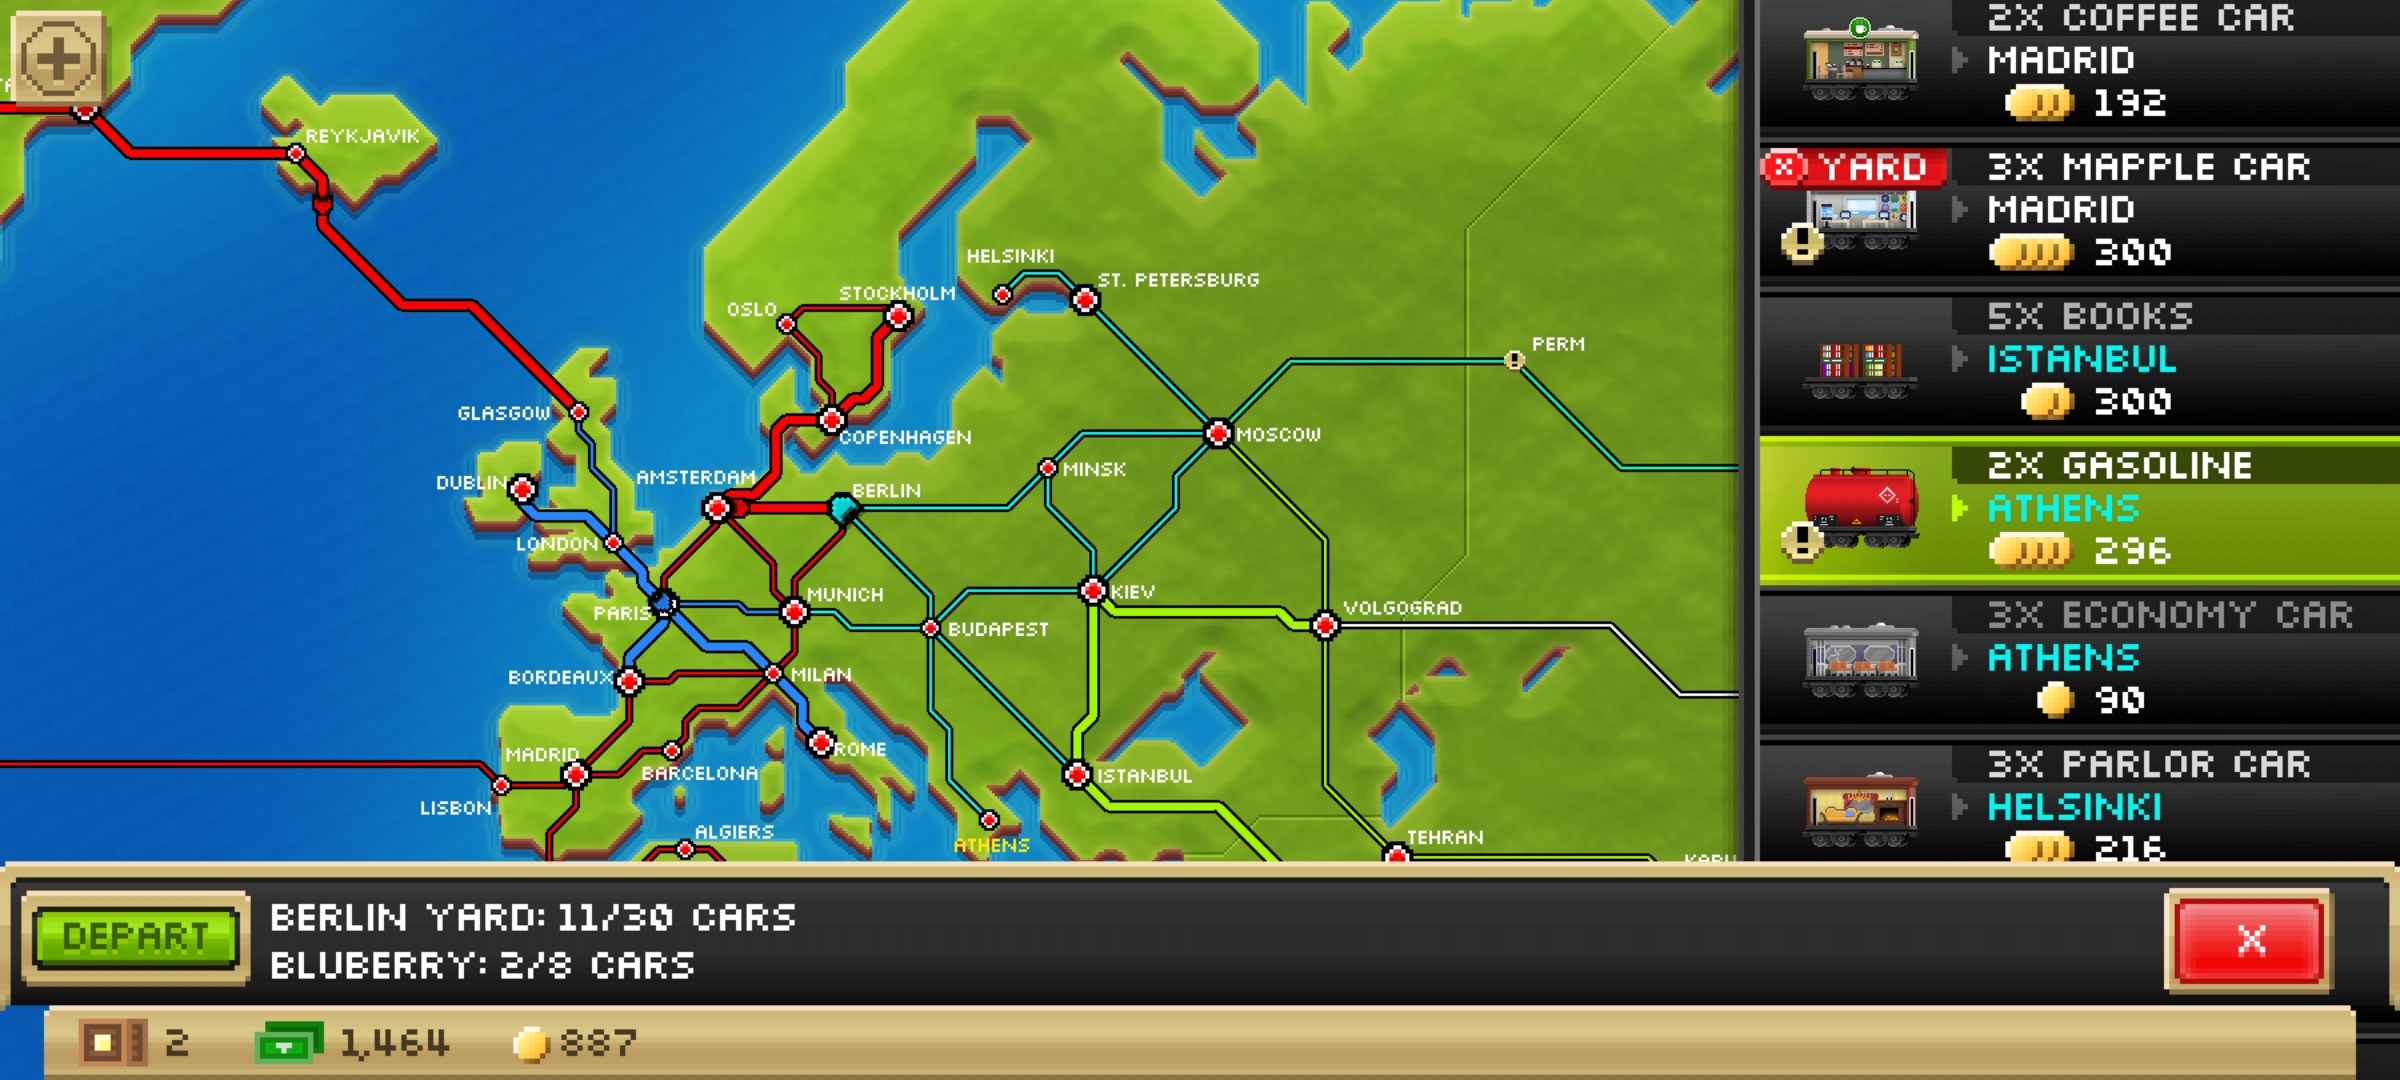 REYKJAVIK
HELSINKI
ST. PETERSBURG
STOCKHOLM
OSLO
PERM
GLASGOW
COPENHAGEN
MOSCOW
MINSK
AMSTERDAM
DUBLIN
BERLIN
LONDON
KIEV
MUNICH
VOLGOGRAD
PARIS
BUDAPEST
BORDEAUX
MILAN
ROME
MADRID
BARCELONA
ISTANBUL
LISBON
ALGIERS
ATHENS
TEHRAN
2X COFFEE CAR
MADRID
192
YARD
3X MAPPLE CAR
MADRID
300
5X BOOKS
ISTANBUL
300
2X GASOLINE
ATHENS
296
3X ECONOMY CAR
ATHENS
90
3X PARLOR CAR
HELSINKI
216
DEPART
BERLIN YARD: 11/30 CARS
BLUBERRY: 2/8 CARS
X
2
1,464
887